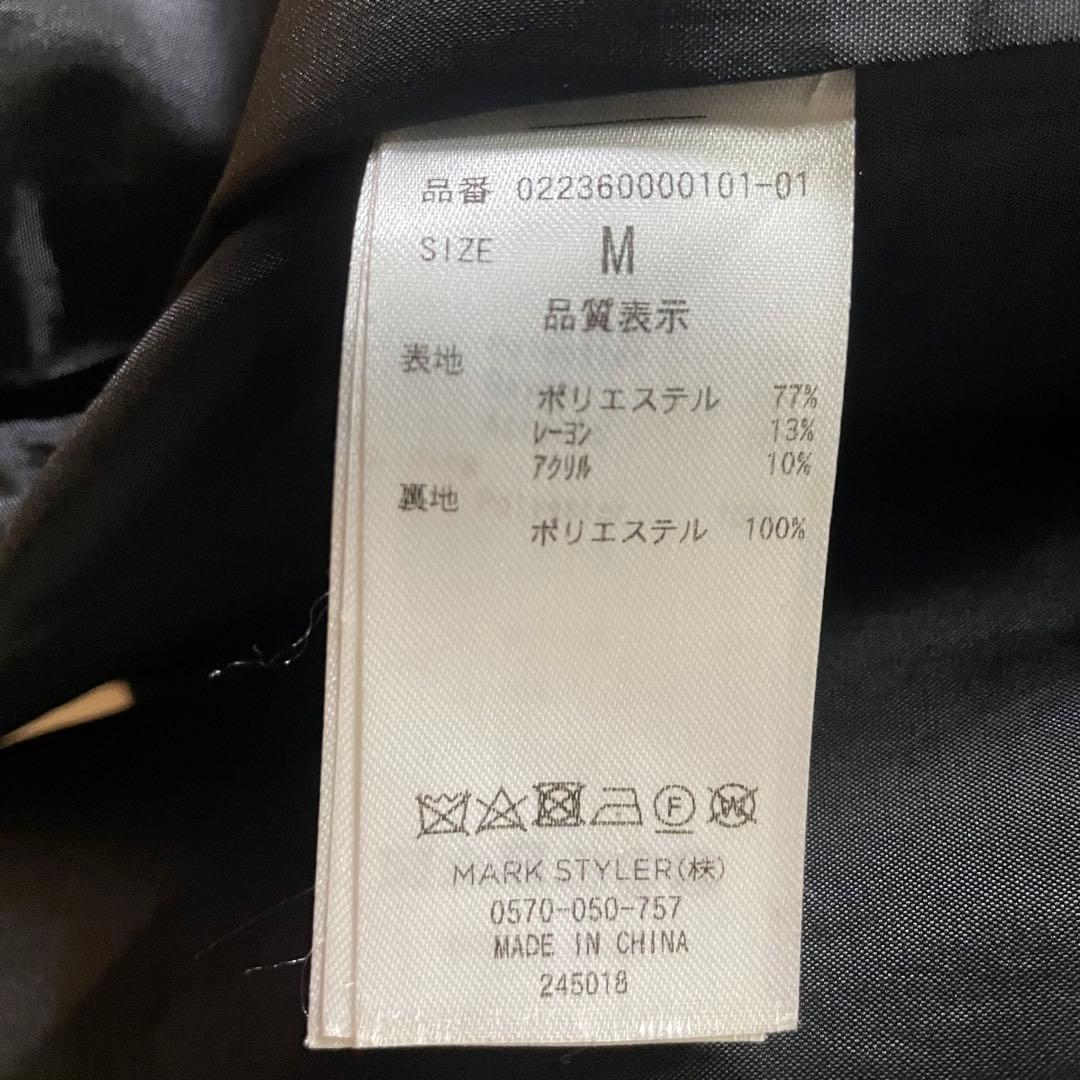 品番 022360000101-01
SIZE M
品質表示
表地
ポリエステル 77%
レーヨン 13%
アクリル 10%
裏地
ポリエステル 100%
F W
MARK STYLER(株)
0570-050-757
MADE IN CHINA
245018